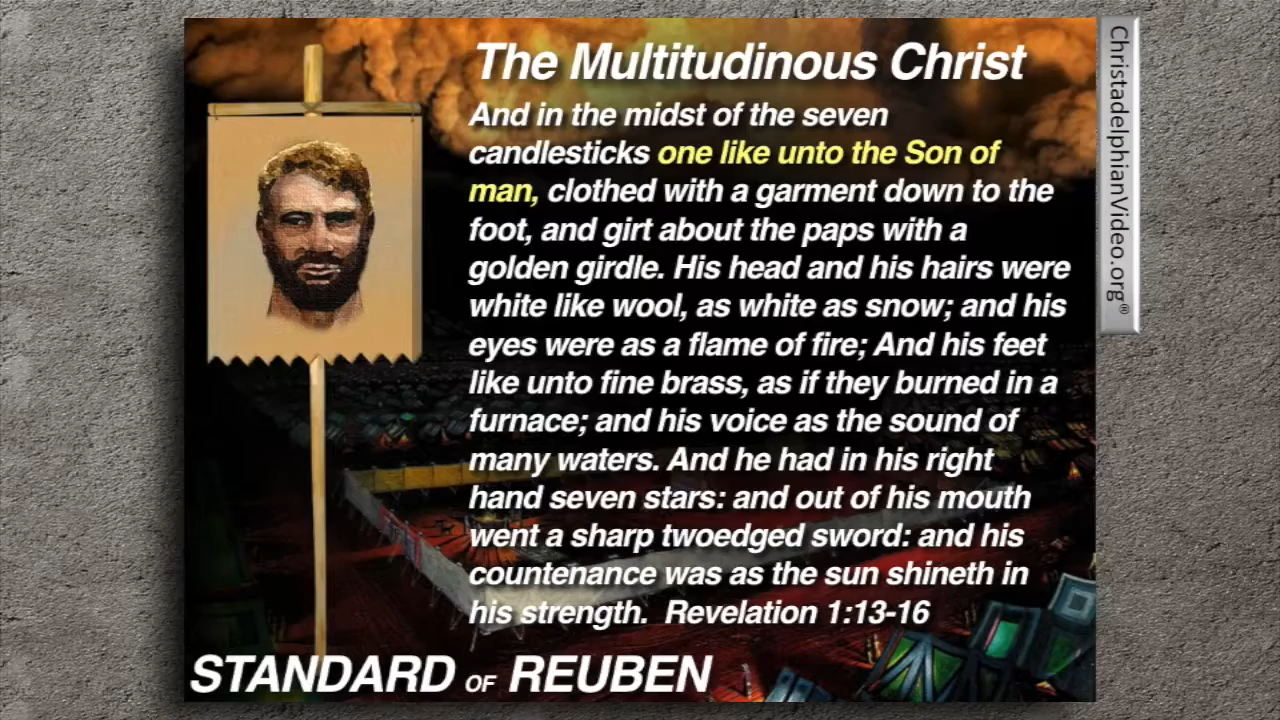 The Multitudinous Christ
And in the midst of the seven
candlesticks one like unto the Son of
man, clothed with a garment down to the
foot, and girt about the paps with a
golden girdle. His head and his hairs were
white like wool, as white as snow; and his
eyes were as a flame of fire; And his feet
like unto fine brass, as if they burned in a
furnace; and his voice as the sound of
many waters. And he had in his right
hand seven stars: and out of his mouth
went a sharp twoedged sword: and his
countenance was as the sun shineth in
his strength. Revelation 1:13-16
STANDARD OF REUBEN
ChristadelphianVideo.org®